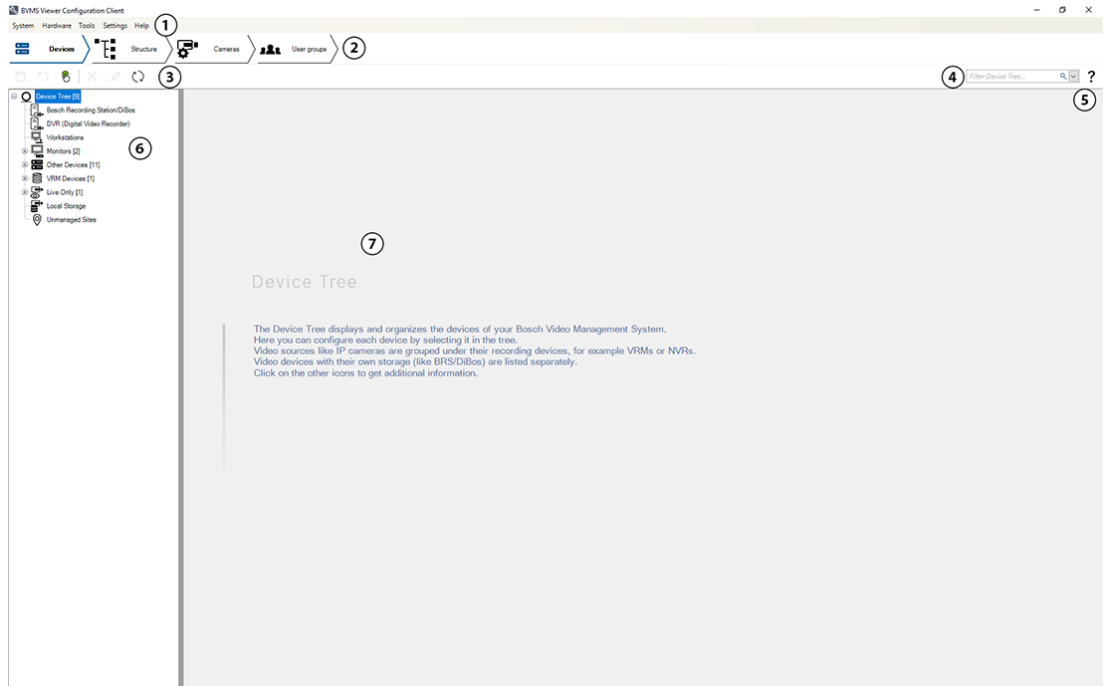 BVMS Viewer Configuration Client
System Hardware Tools Settings Help 1
Devices Structure Cameras User groups 2
3 4 Filter Device Tree... ?
5
Device Tree [9]
Bosch Recording Station/DiBos
DVR (Digital Video Recorder)
Workstations
6
Monitors [2]
Other Devices [11]
VRM Devices [1]
Live Only [1]
Local Storage
Unmanaged Sites
7
Device Tree
The Device Tree displays and organizes the devices of your Bosch Video Management System.
Here you can configure each device by selecting it in the tree.
Video sources like IP cameras are grouped under their recording devices, for example VRMs or NVRs.
Video devices with their own storage (like BRS/DiBos) are listed separately.
Click on the other icons to get additional information.